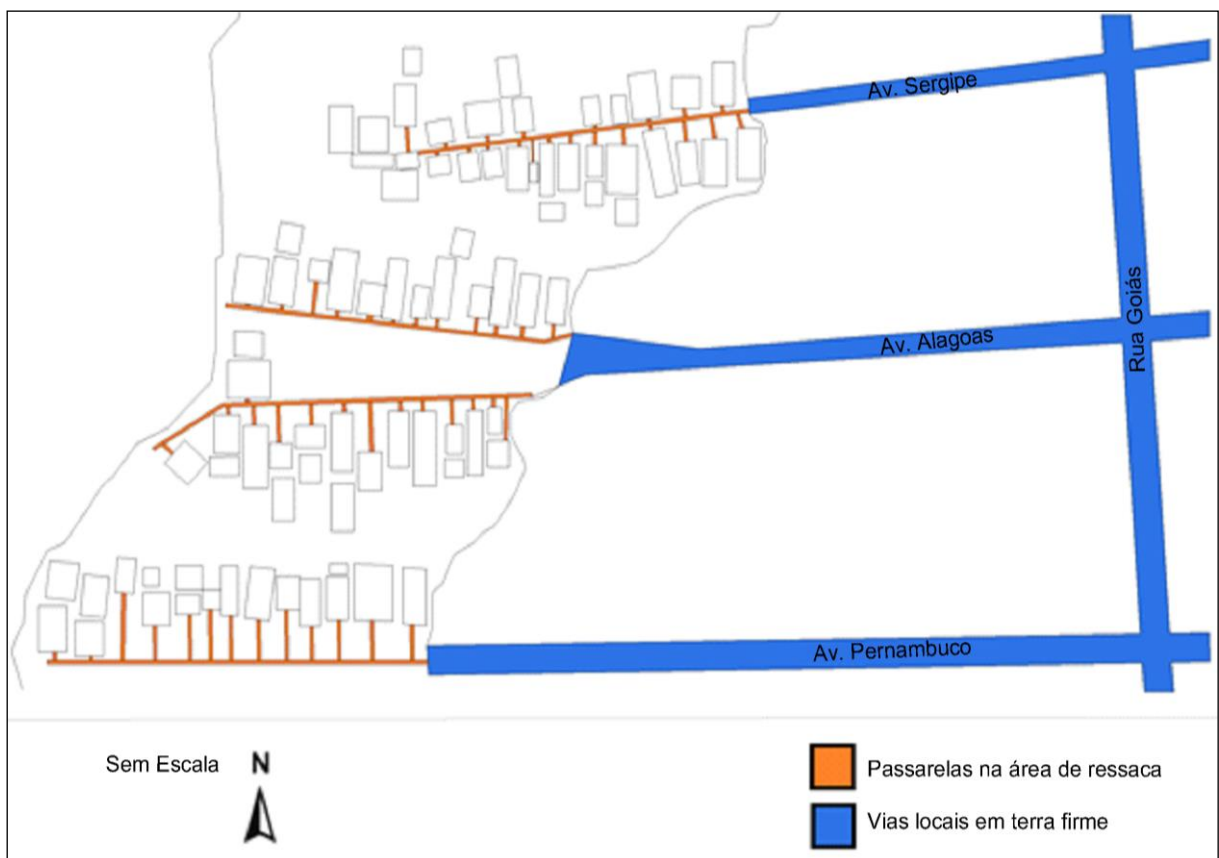 Av. Sergipe
Av. Alagoas
Rua Goiás
Av. Pernambuco
Sem Escala
N
Passarelas na área de ressaca
Vias locais em terra firme